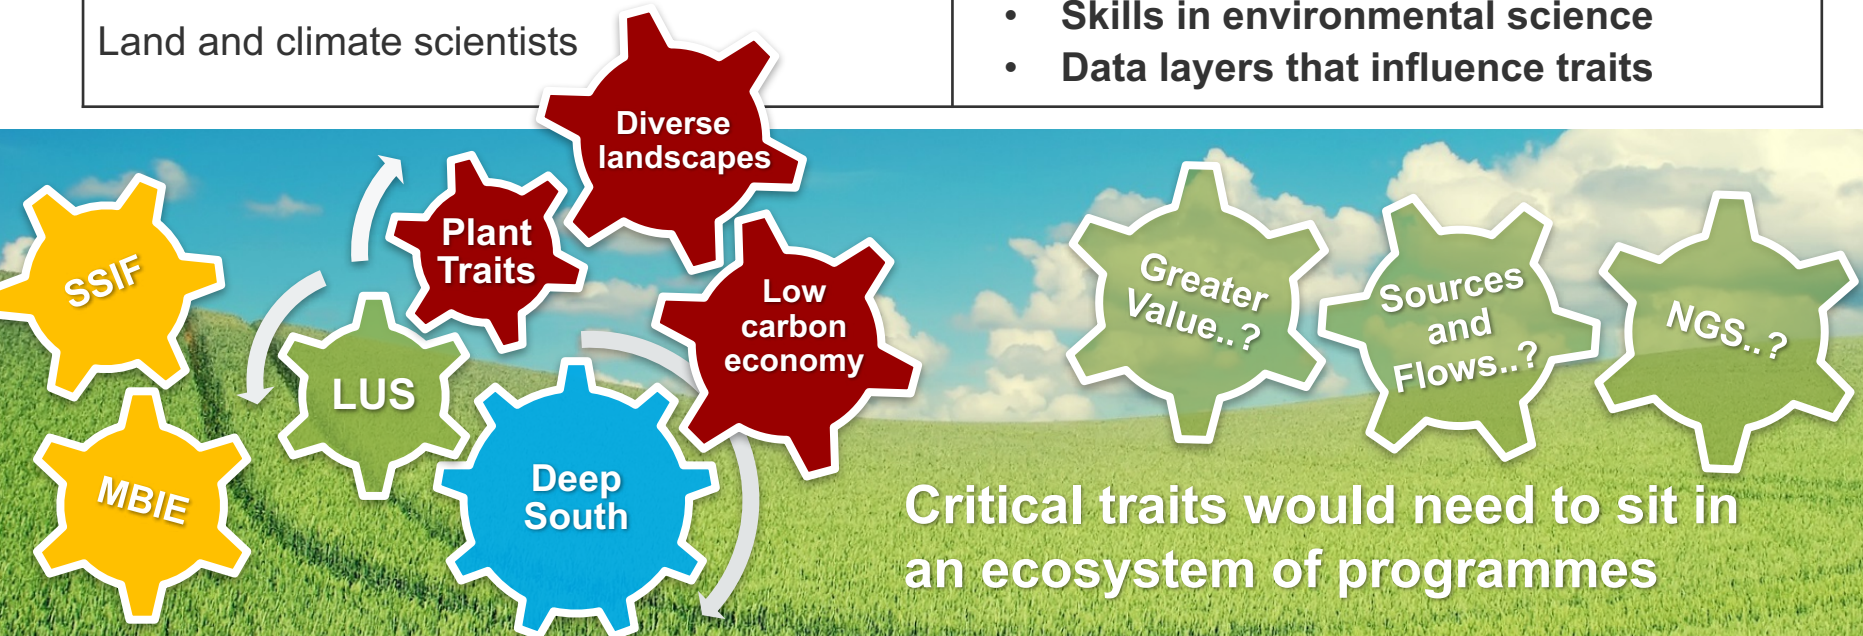 Land and climate scientists
• Skills in environmental science
• Data layers that influence traits
Diverse
landscapes
Plant
Traits
SSIF
Low
carbon
economy
LUS
MBIE
Deep
South
Greater
Value..?
Sources
and
Flows..?
NGS..?
Critical traits would need to sit in
an ecosystem of programmes